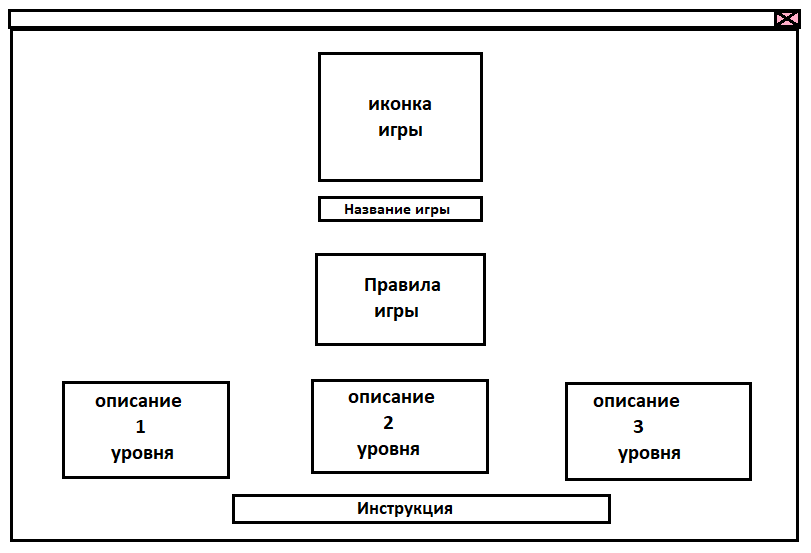 иконка
игры
Название игры
Правила
игры
описание
1
уровня
описание
2
уровня
описание
3
уровня
Инструкция